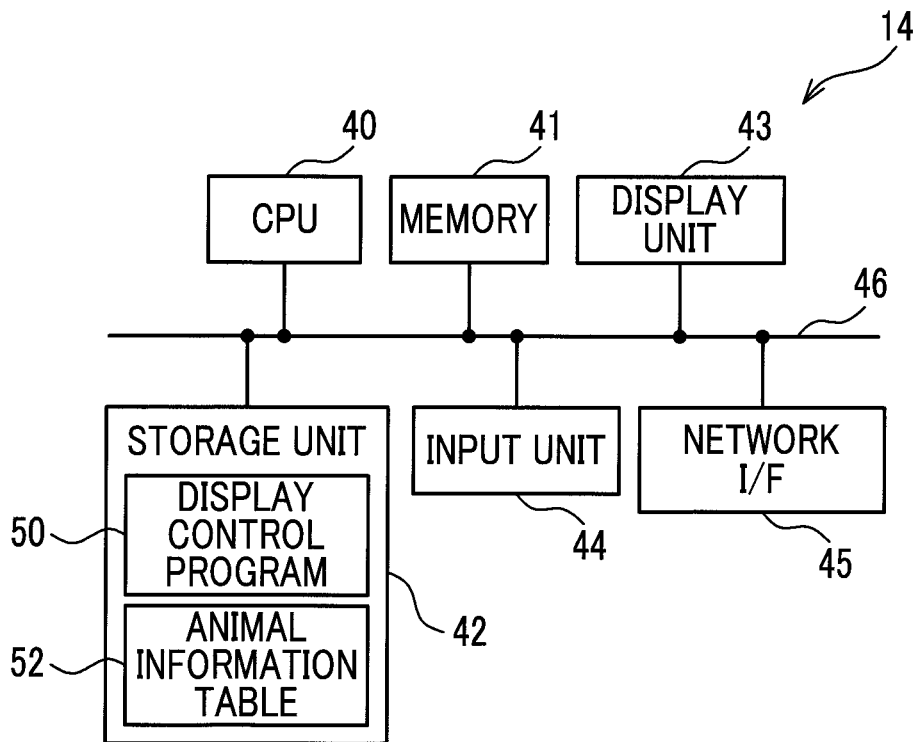 14
40
41
43
CPU
MEMORY
DISPLAY
UNIT
46
STORAGE UNIT
INPUT UNIT
NETWORK
I/F
50
DISPLAY
CONTROL
PROGRAM
44
45
42
52
ANIMAL
INFORMATION
TABLE